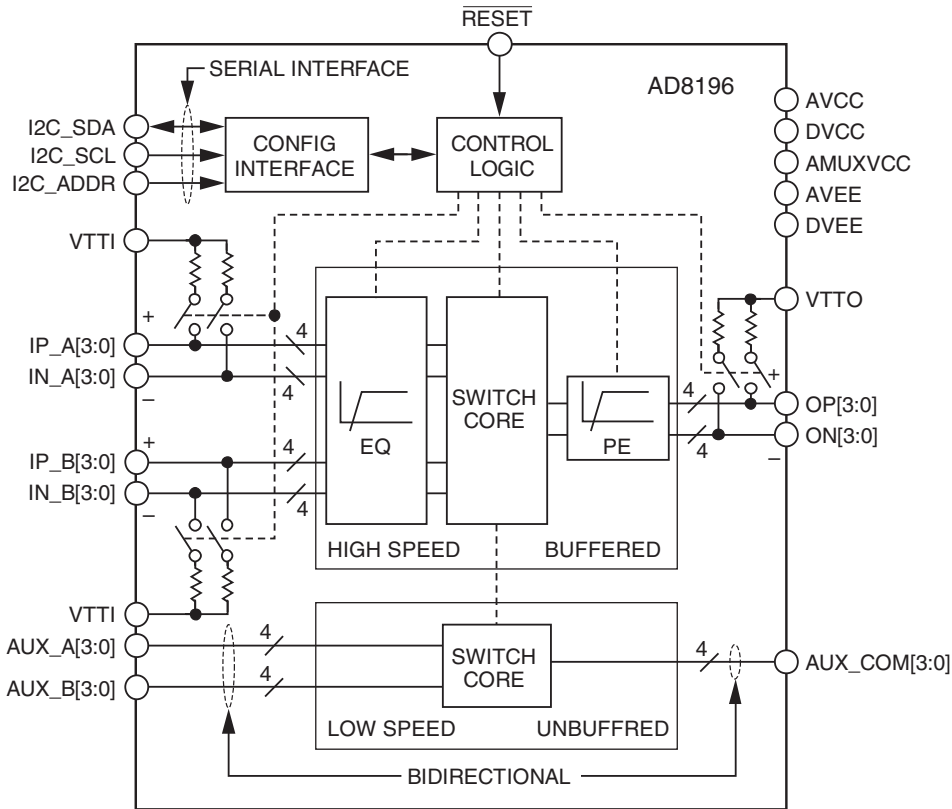 RESET
SERIAL INTERFACE
AD8196
I2C_SDA
I2C_SCL
I2C_ADDR
CONFIG
INTERFACE
CONTROL
LOGIC
AVCC
DVCC
AMUXVCC
AVEE
DVEE
VTTI
VTTO
+
IP_A[3:0]
4
IN_A[3:0]
4
–
+
IP_B[3:0]
4
IN_B[3:0]
4
–
EQ
SWITCH
CORE
PE
+
4
OP[3:0]
4
ON[3:0]
–
HIGH SPEED
BUFFERED
VTTI
AUX_A[3:0]
4
AUX_B[3:0]
4
SWITCH
CORE
4
AUX_COM[3:0]
LOW SPEED
UNBUFFRED
BIDIRECTIONAL